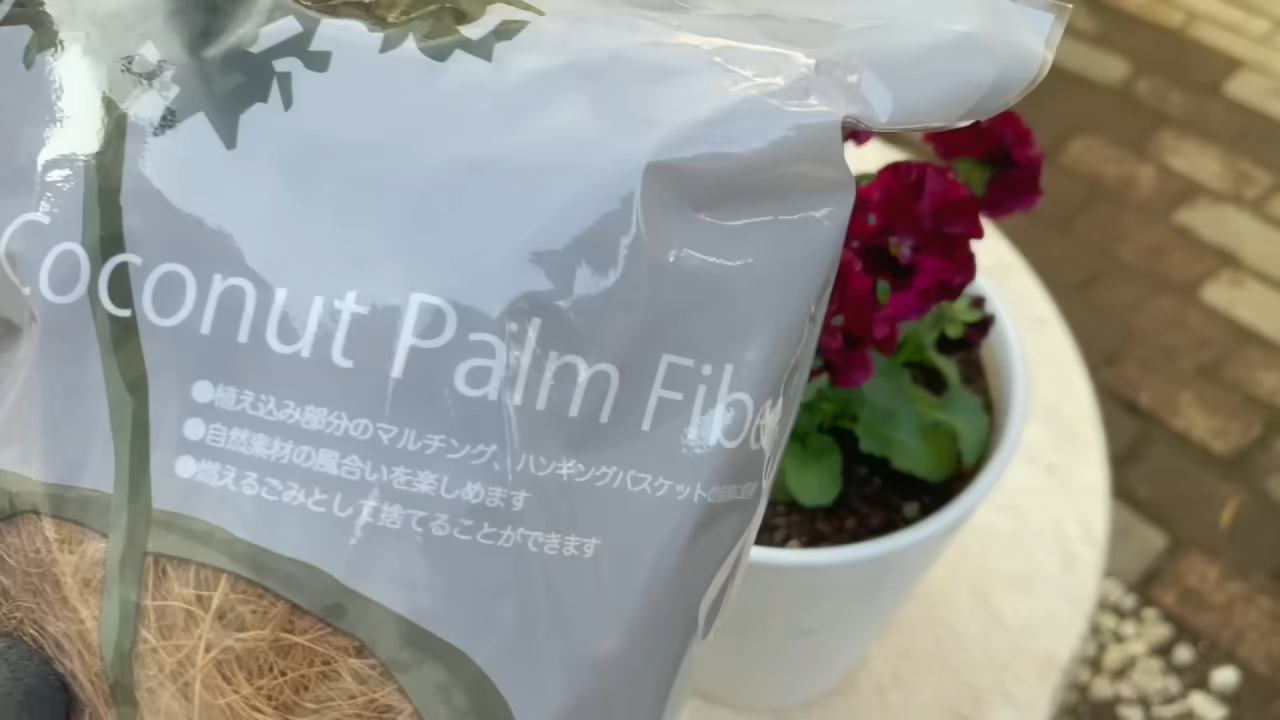 Coconut Palm Fiber
●植え込み部分のマルチング、ハンギングバスケット
●自然素材の風合いを楽しめます
●燃えるごみとして捨てることができます